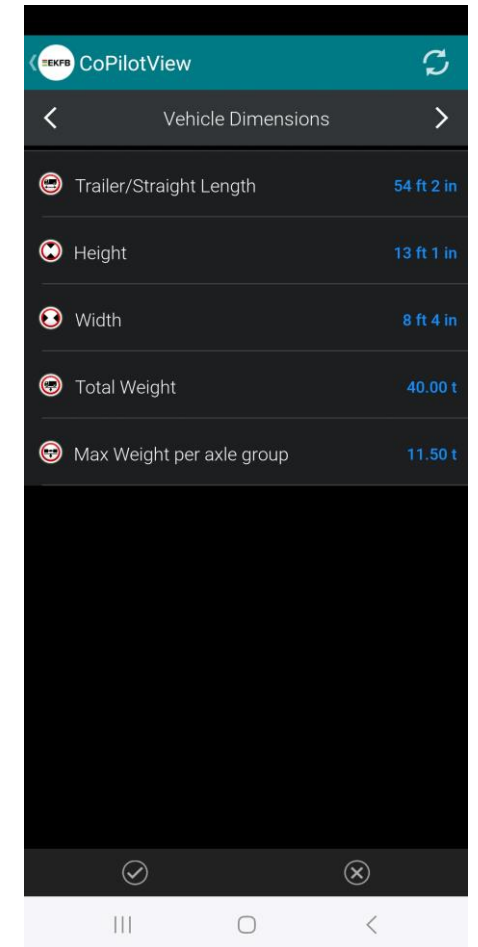 EKFB CoPilotView
Vehicle Dimensions
Trailer/Straight Length 54 ft 2 in
Height 13 ft 1 in
Width 8 ft 4 in
Total Weight 40.00 t
Max Weight per axle group 11.50 t